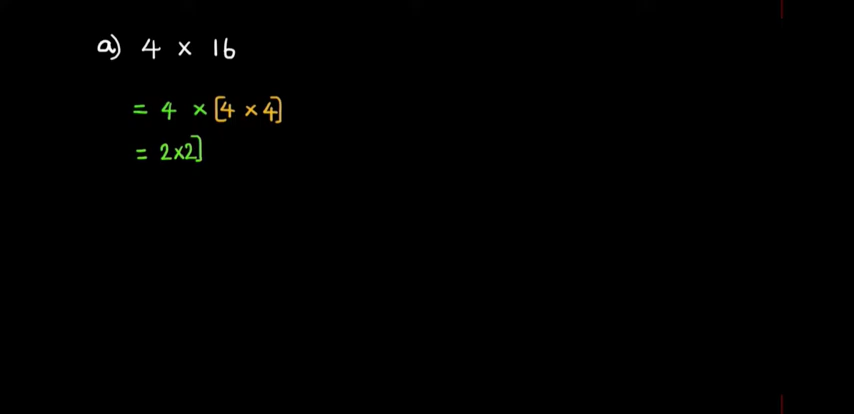 a) 4 × 16
= 4 × [4 × 4]
= 2×2]